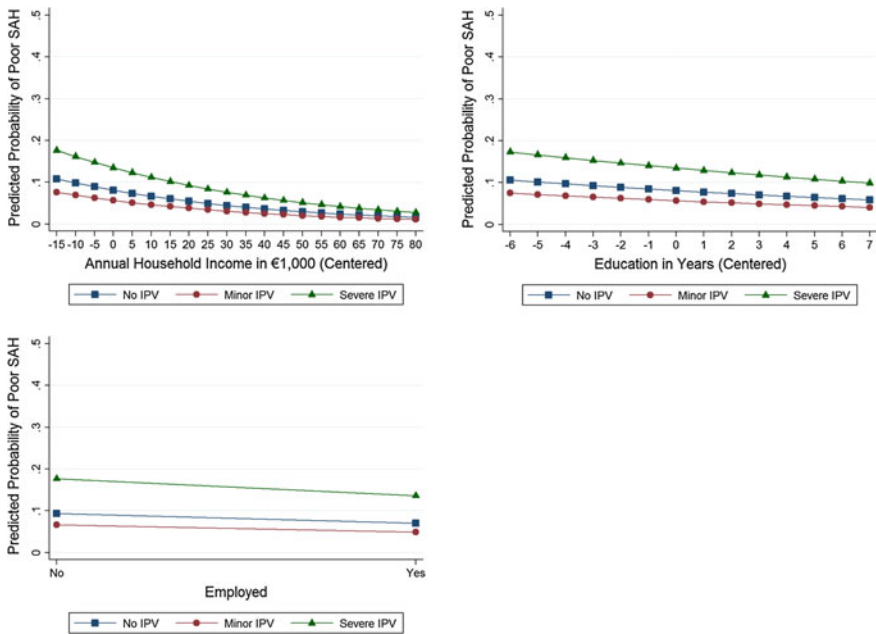 Predicted Probability of Poor SAH
.5
.4
.3
.2
.1
0
-15 -10 -5 0 5 10 15 20 25 30 35 40 45 50 55 60 65 70 75 80
Annual Household Income in €1,000 (Centered)
No IPV Minor IPV Severe IPV
Predicted Probability of Poor SAH
.5
.4
.3
.2
.1
0
-6 -5 -4 -3 -2 -1 0 1 2 3 4 5 6 7
Education in Years (Centered)
No IPV Minor IPV Severe IPV
Predicted Probability of Poor SAH
.5
.4
.3
.2
.1
0
No Yes
Employed
No IPV Minor IPV Severe IPV